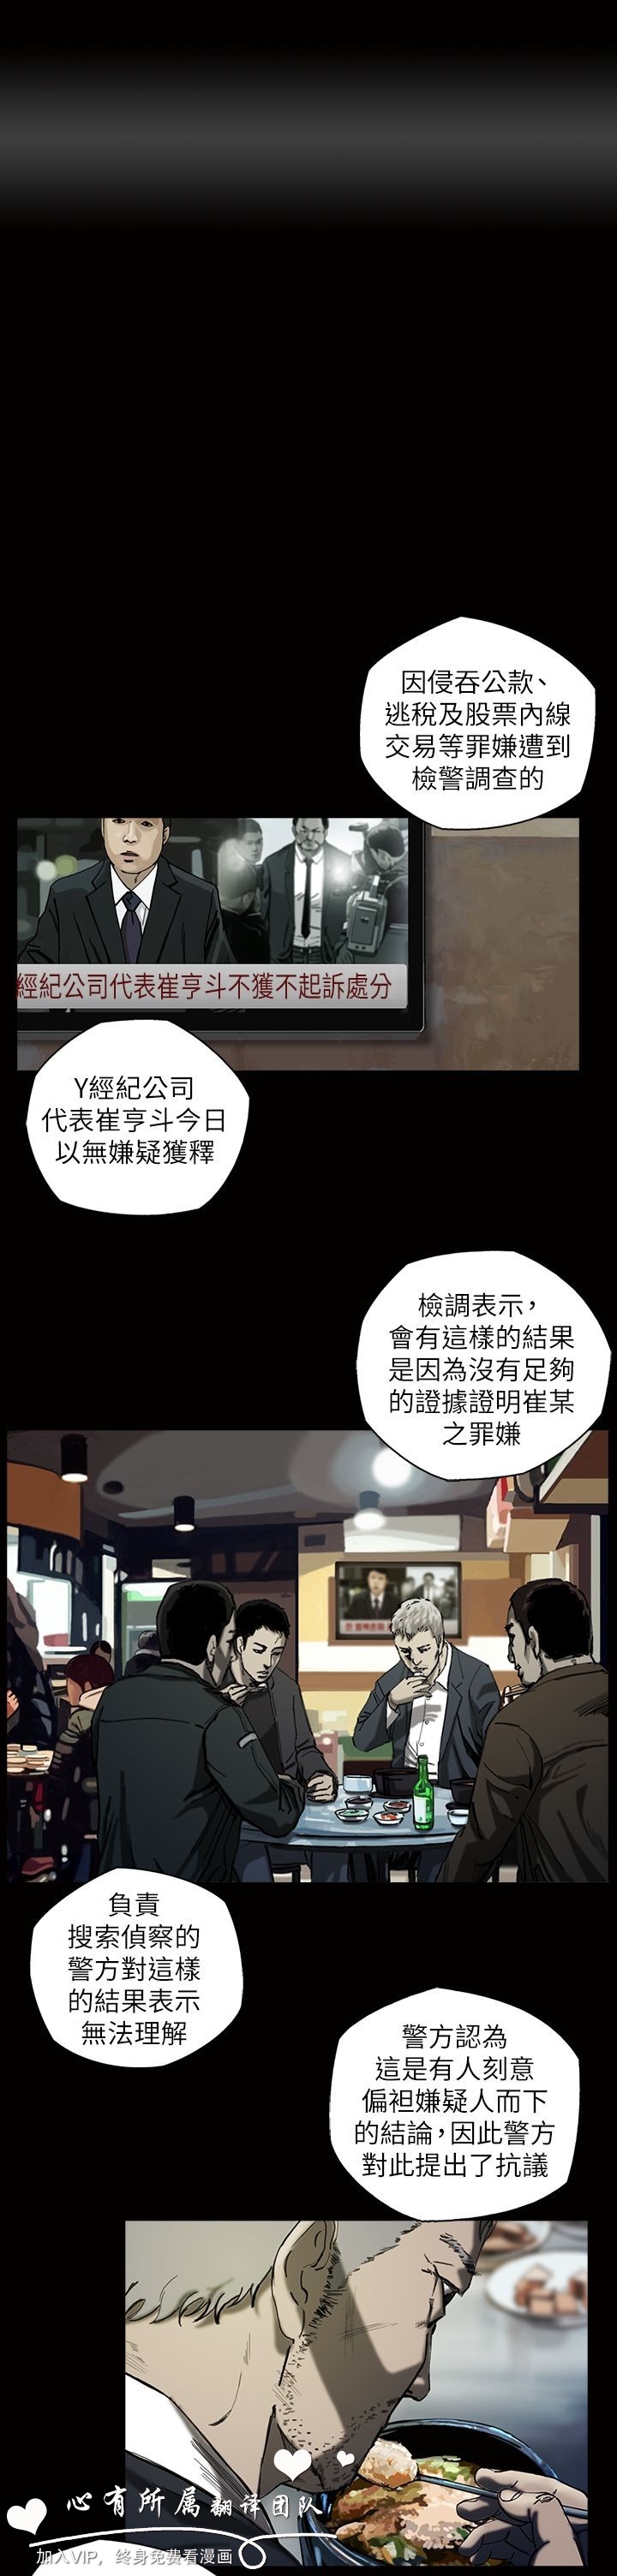 因侵吞公款、
逃稅及股票內線
交易等罪嫌遭到
檢警調查的
經紀公司代表崔亨斗不獲不起訴處分
Y經紀公司
代表崔亨斗今日
以無嫌疑獲釋
檢調表示，
會有這樣的結果
是因為沒有足夠
的證據證明崔某
之罪嫌
負責
搜索偵察的
警方對這樣
的結果表示
無法理解
警方認為
這是有人刻意
偏袒嫌疑人而下
的結論，因此警方
對此提出了抗議
心有所属翻译团队
加入VIP，终身免费看漫画